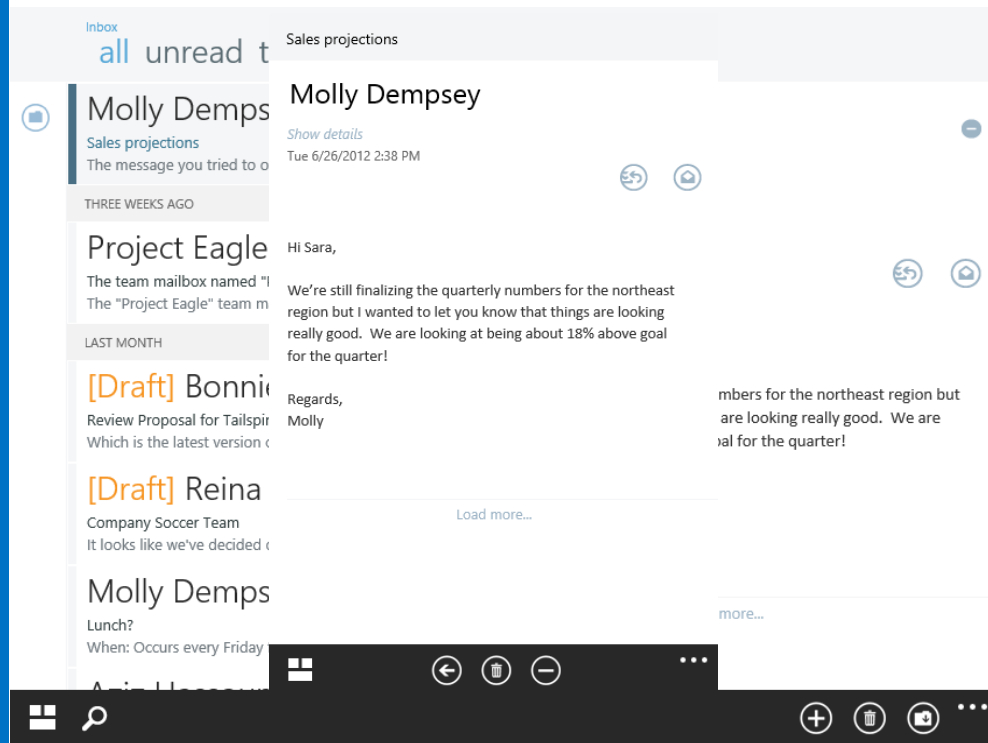 Inbox
all unread t
Molly Demps
Sales projections
The message you tried to o
THREE WEEKS AGO
Project Eagle
The team mailbox named "
The "Project Eagle" team m
LAST MONTH
[Draft] Bonnie
Review Proposal for Tailspin
Which is the latest version
[Draft] Reina
Company Soccer Team
It looks like we've decided
Molly Demps
Lunch?
When: Occurs every Friday
Sales projections
Molly Dempsey
Show details
Tue 6/26/2012 2:38 PM
Hi Sara,
We're still finalizing the quarterly numbers for the northeast
region but I wanted to let you know that things are looking
really good. We are looking at being about 18% above goal
for the quarter!
Regards,
Molly
Load more...
mbers for the northeast region but
are looking really good. We are
al for the quarter!
more...